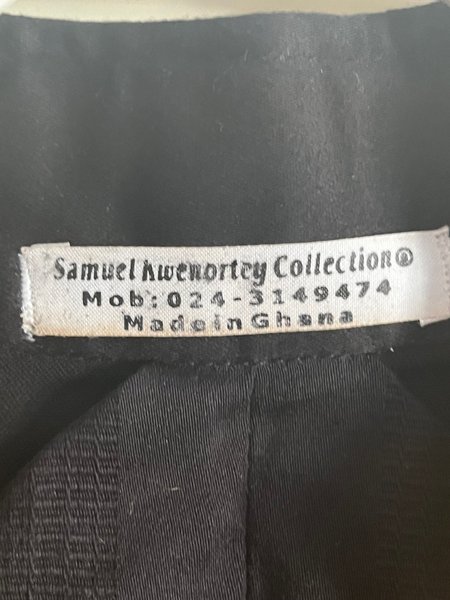 Samuel Kwenortey Collection®
Mob: 024-3149474
Made in Ghana